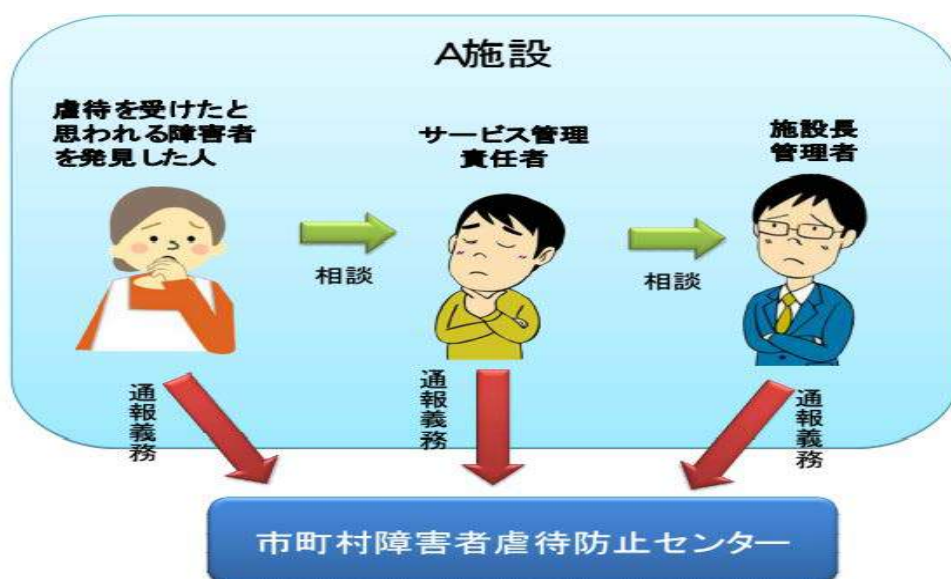 A施設
虐待を受けたと
思われる障害者
を発見した人
サービス管理
責任者
施設長
管理者
相談
相談
通報義務
通報義務
通報義務
市町村障害者虐待防止センター